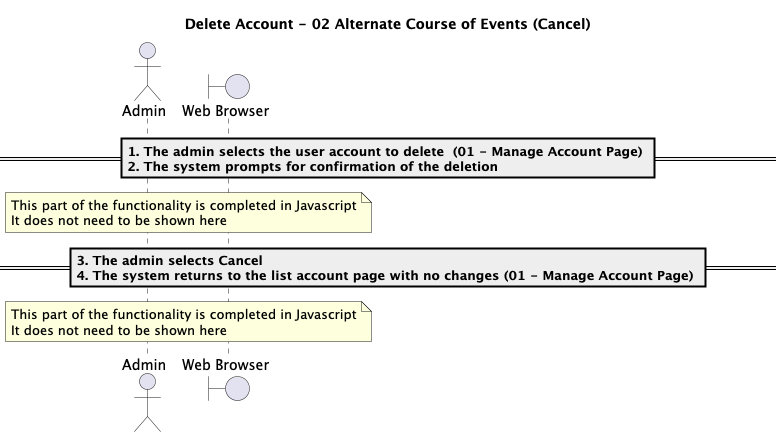 Delete Account - 02 Alternate Course of Events (Cancel)
Admin
Web Browser
1. The admin selects the user account to delete  (01 - Manage Account Page)
2. The system prompts for confirmation of the deletion
This part of the functionality is completed in Javascript
It does not need to be shown here
3. The admin selects Cancel
4. The system returns to the list account page with no changes (01 - Manage Account Page)
This part of the functionality is completed in Javascript
It does not need to be shown here
Admin
Web Browser